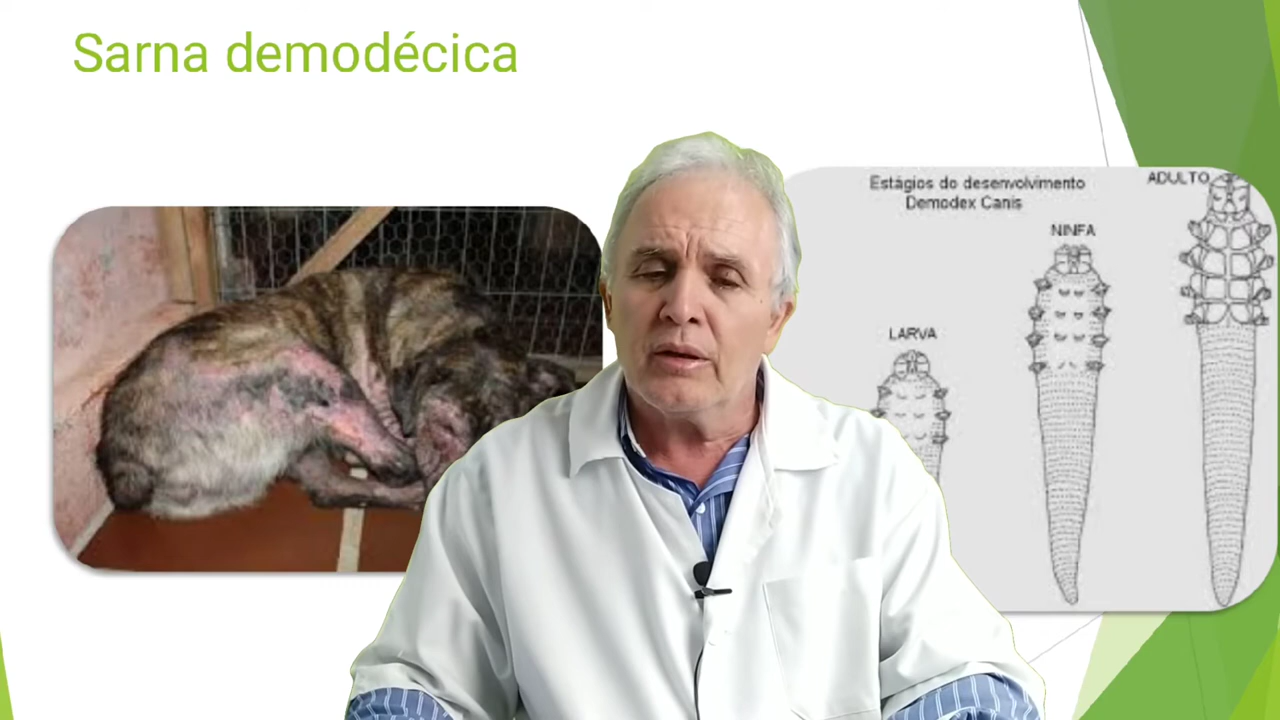 Sarna demodécica
Estágios do desenvolvimento
Demodex Canis
LARVA
NINFA
ADULTO